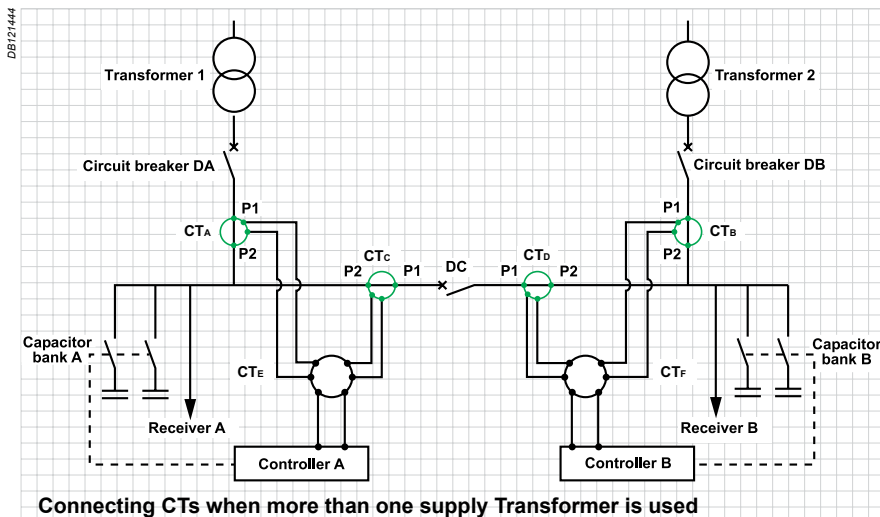 DB121444
Transformer 1
Transformer 2
Circuit breaker DA
Circuit breaker DB
P1
P1
CTA
CTB
P2
P2
CTC
CTD
DC
P2
P1
P1
P2
Capacitor
bank A
Capacitor
bank B
CTE
CTF
Receiver A
Receiver B
Controller A
Controller B
Connecting CTs when more than one supply Transformer is used